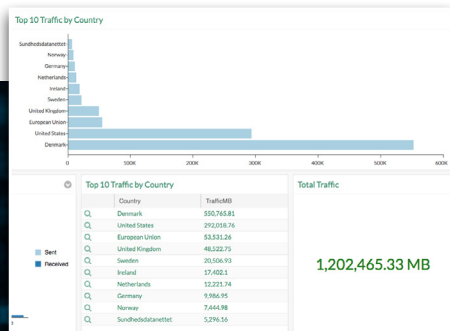 Top 10 Traffic by Country
Sundhedsdatanettet
Norway
Germany
Netherlands
Ireland
Sweden
United Kingdom
European Union
United States
Denmark
0 100K 200K 300K 400K 500K 600K
Top 10 Traffic by Country
Country TrafficMB
Denmark 550,765.81
United States 292,018.76
European Union 53,531.26
United Kingdom 48,522.75
Sweden 20,506.93
Ireland 17,402.1
Netherlands 12,221.74
Germany 9,986.95
Norway 7,444.98
Sundhedsdatanettet 5,296.16
Sent
Received
Total Traffic
1,202,465.33 MB